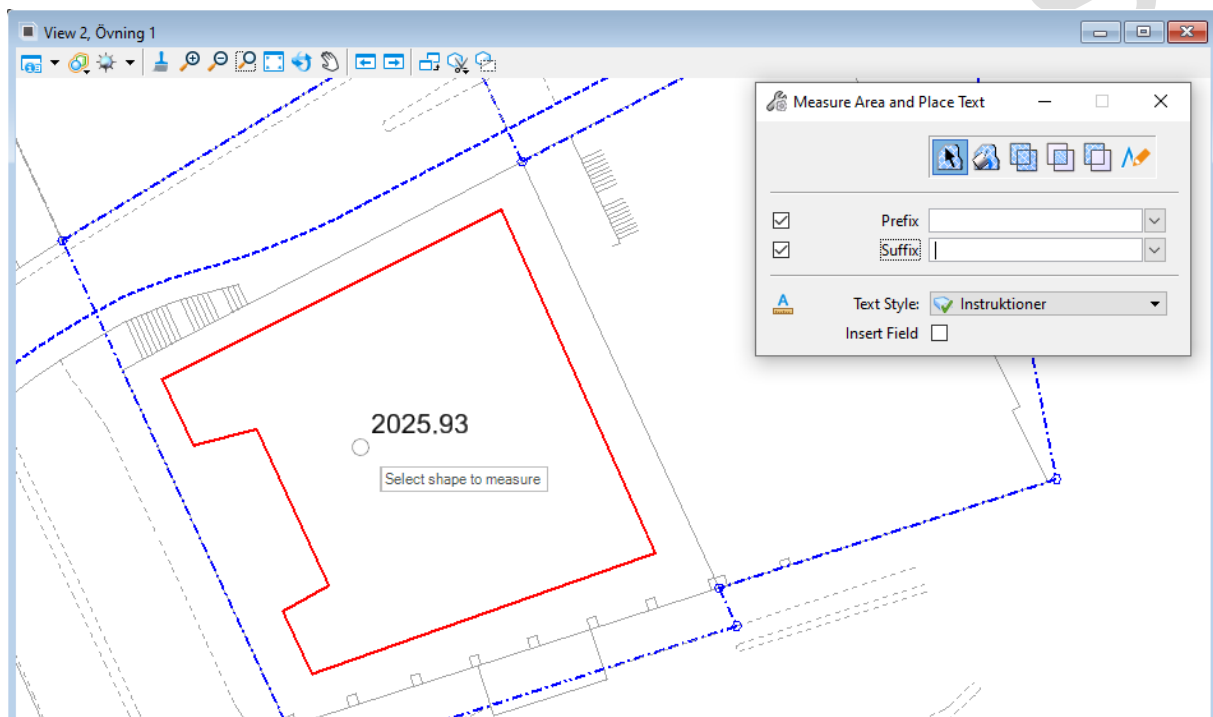 View 2, Övning 1
Measure Area and Place Text
Prefix
Suffix
Text Style: Instruktioner
Insert Field
2025.93
Select shape to measure